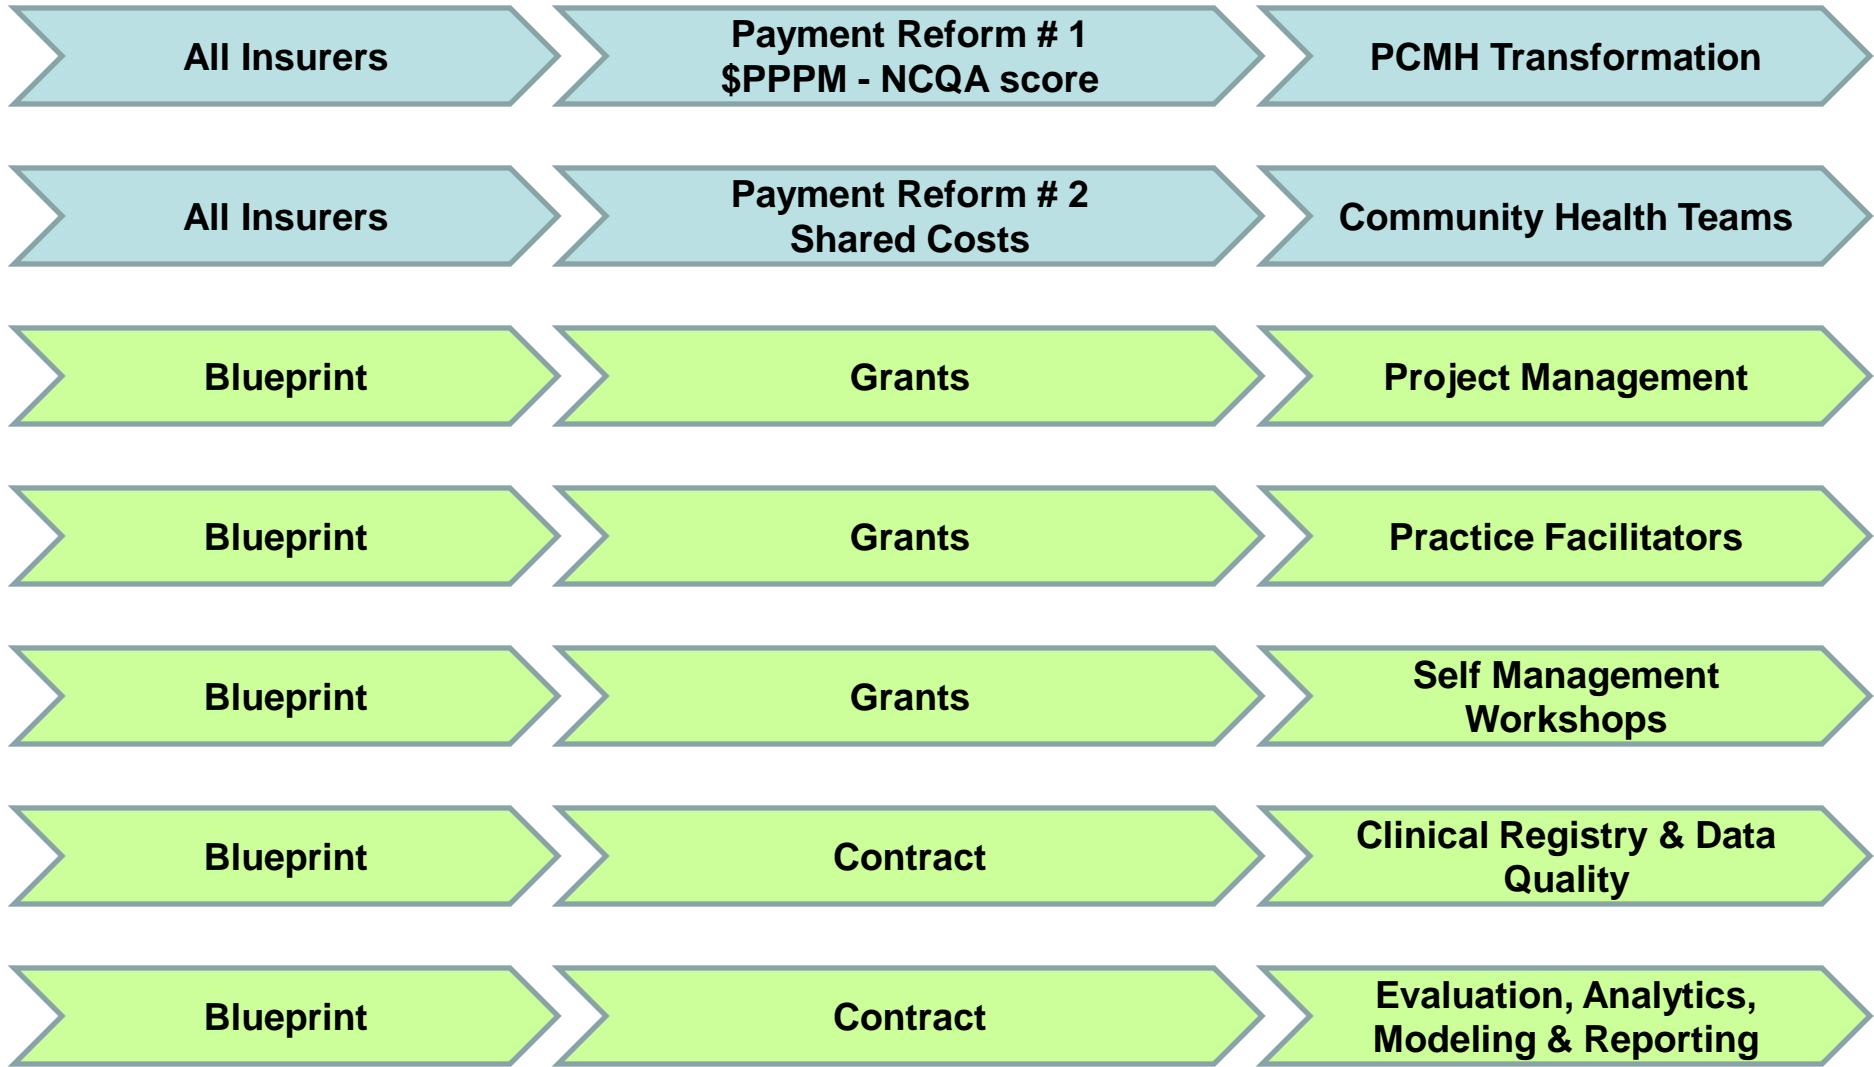 All Insurers
Payment Reform # 1
$PPPM - NCQA score
PCMH Transformation
All Insurers
Payment Reform # 2
Shared Costs
Community Health Teams
Blueprint
Grants
Project Management
Blueprint
Grants
Practice Facilitators
Blueprint
Grants
Self Management
Workshops
Blueprint
Contract
Clinical Registry & Data
Quality
Blueprint
Contract
Evaluation, Analytics,
Modeling & Reporting